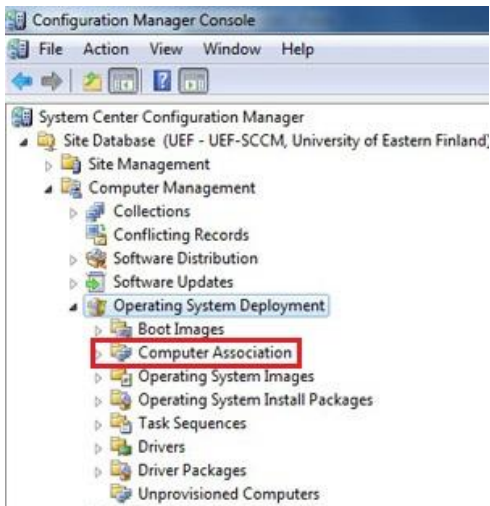 Configuration Manager Console
File Action View Window Help
System Center Configuration Manager
Site Database (UEF - UEF-SCCM, University of Eastern Finland)
Site Management
Computer Management
Collections
Conflicting Records
Software Distribution
Software Updates
Operating System Deployment
Boot Images
Computer Association
Operating System Images
Operating System Install Packages
Task Sequences
Drivers
Driver Packages
Unprovisioned Computers